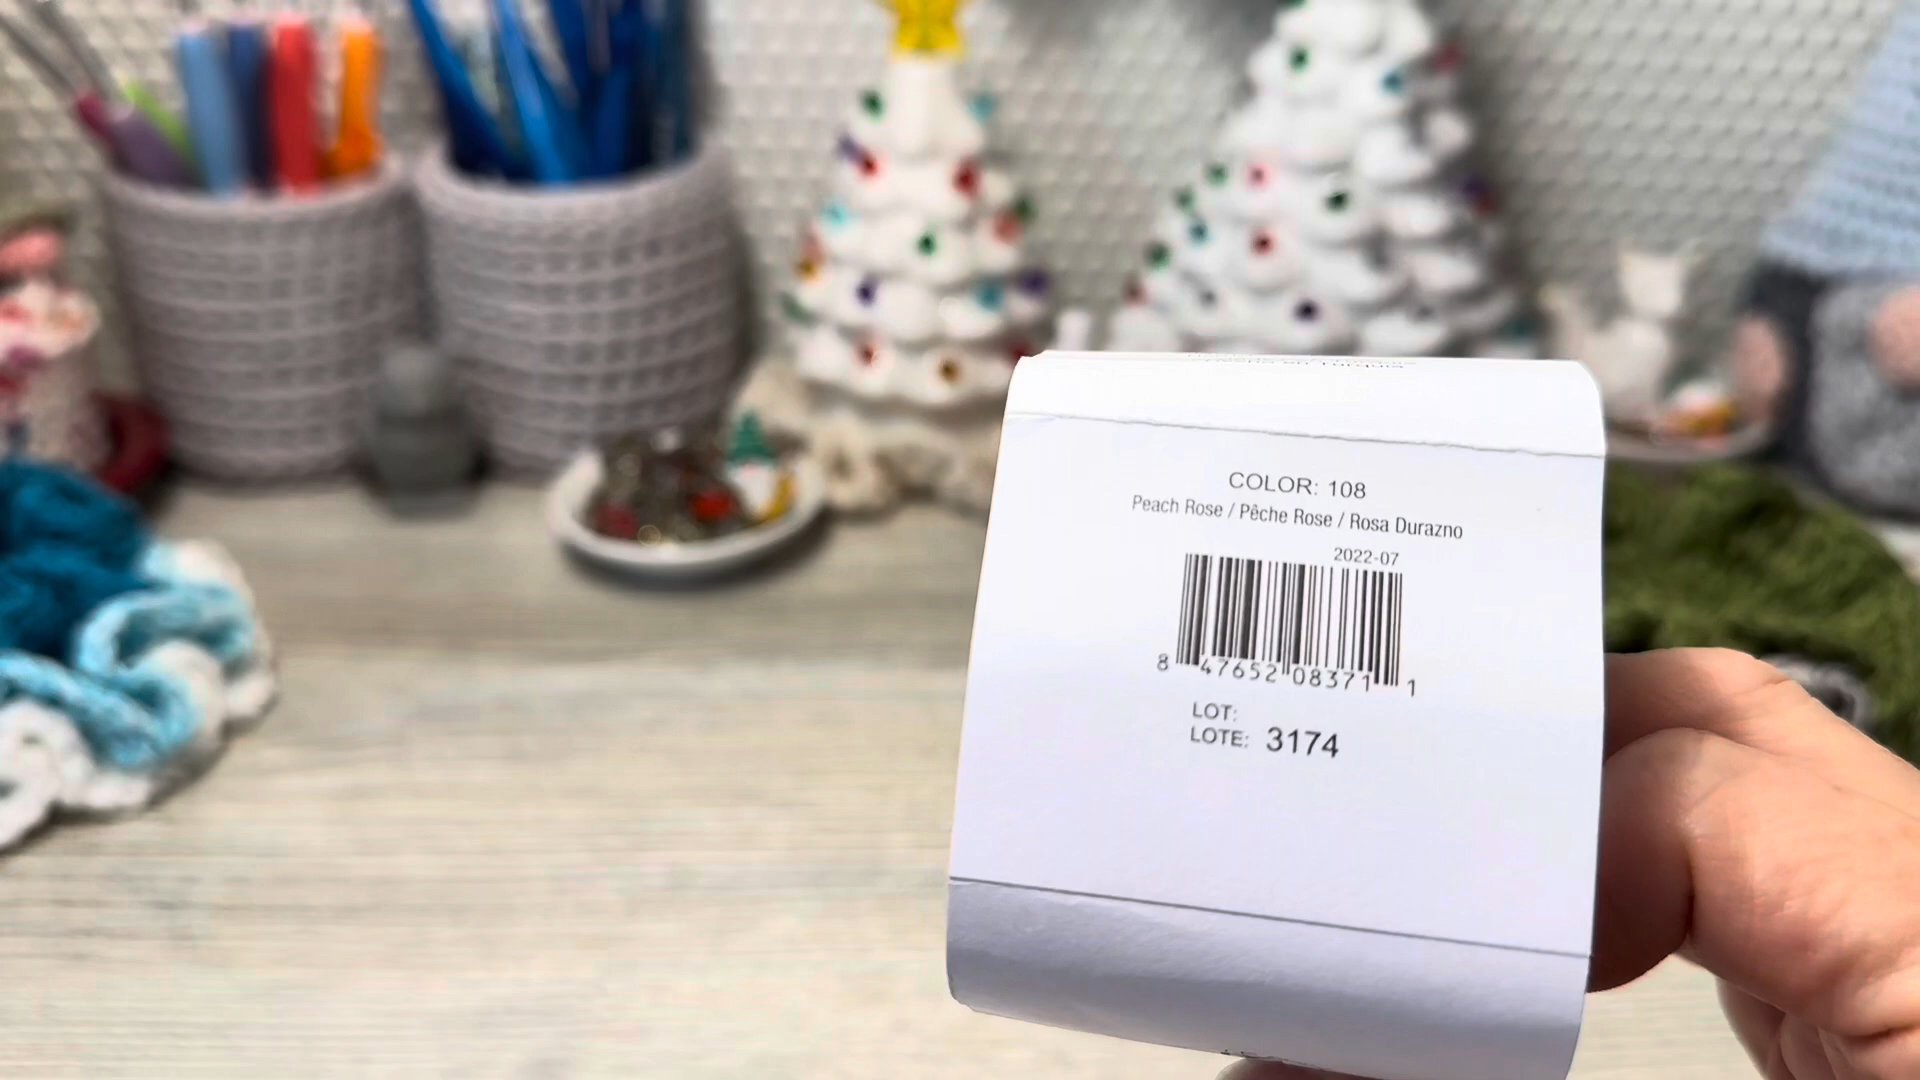 COLOR: 108
Peach Rose / Pêche Rose / Rosa Durazno
2022-07
8 47652 08371 1
LOT:
LOTE: 3174